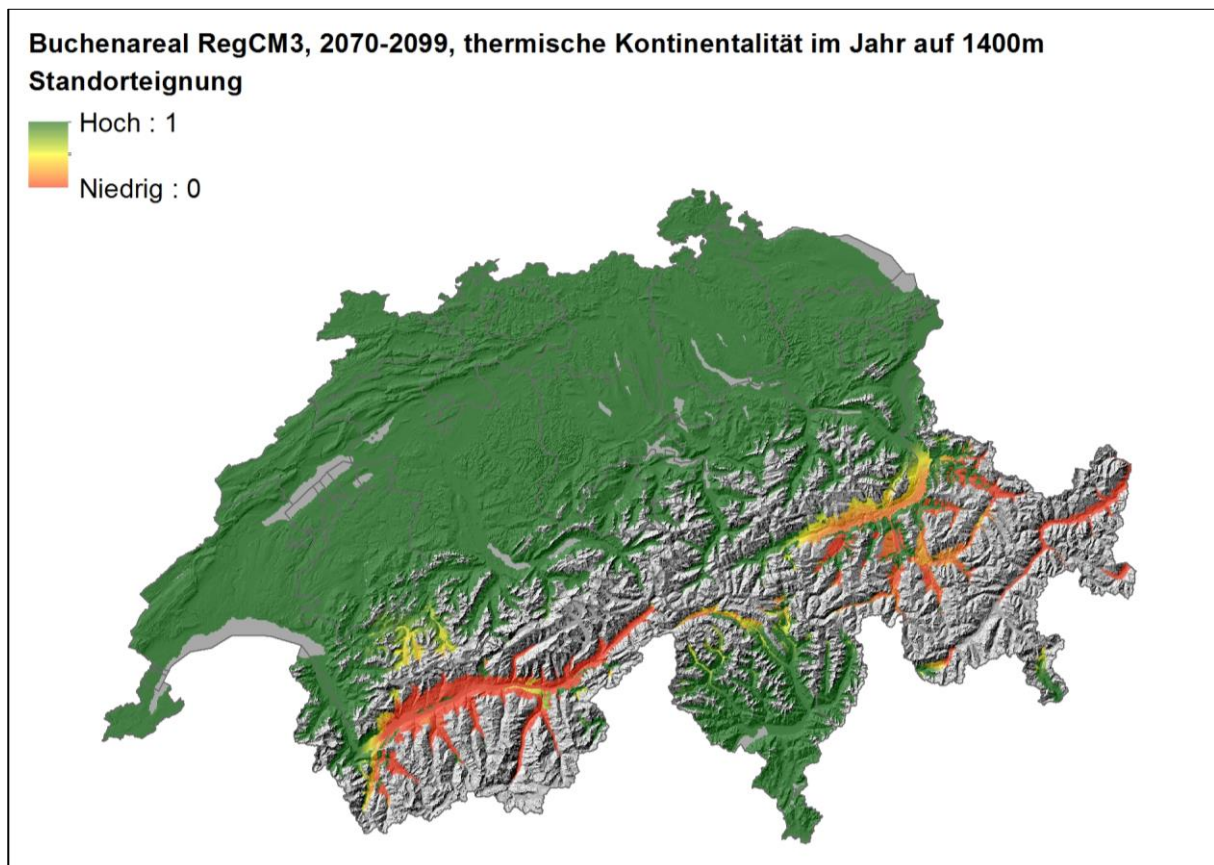 Buchenareal RegCM3, 2070-2099, thermische Kontinentalität im Jahr auf 1400m
Standorteignung
Hoch : 1
Niedrig : 0